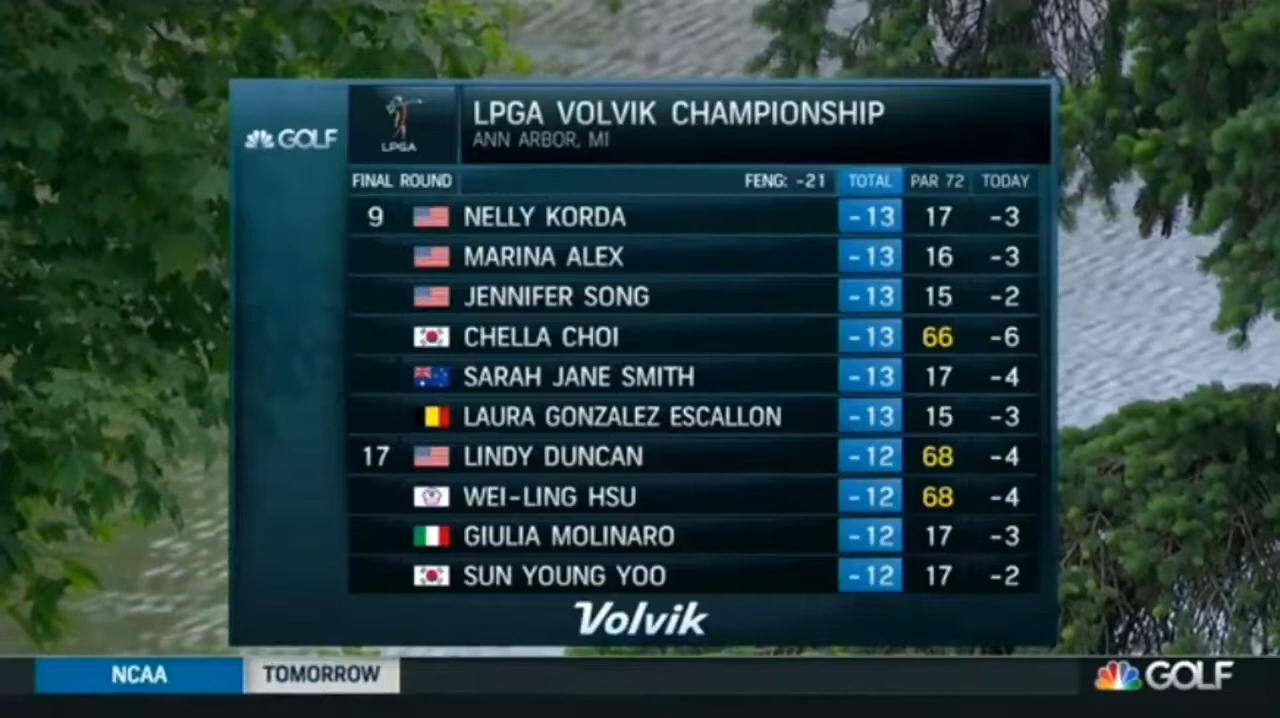 GOLF
LPGA
LPGA VOLVIK CHAMPIONSHIP
ANN ARBOR, MI
FINAL ROUND FENG: -21 TOTAL PAR 72 TODAY
9 NELLY KORDA -13 17 -3
MARINA ALEX -13 16 -3
JENNIFER SONG -13 15 -2
CHELLA CHOI -13 66 -6
SARAH JANE SMITH -13 17 -4
LAURA GONZALEZ ESCALLON -13 15 -3
17 LINDY DUNCAN -12 68 -4
WEI-LING HSU -12 68 -4
GIULIA MOLINARO -12 17 -3
SUN YOUNG YOO -12 17 -2
Volvik
NCAA TOMORROW GOLF